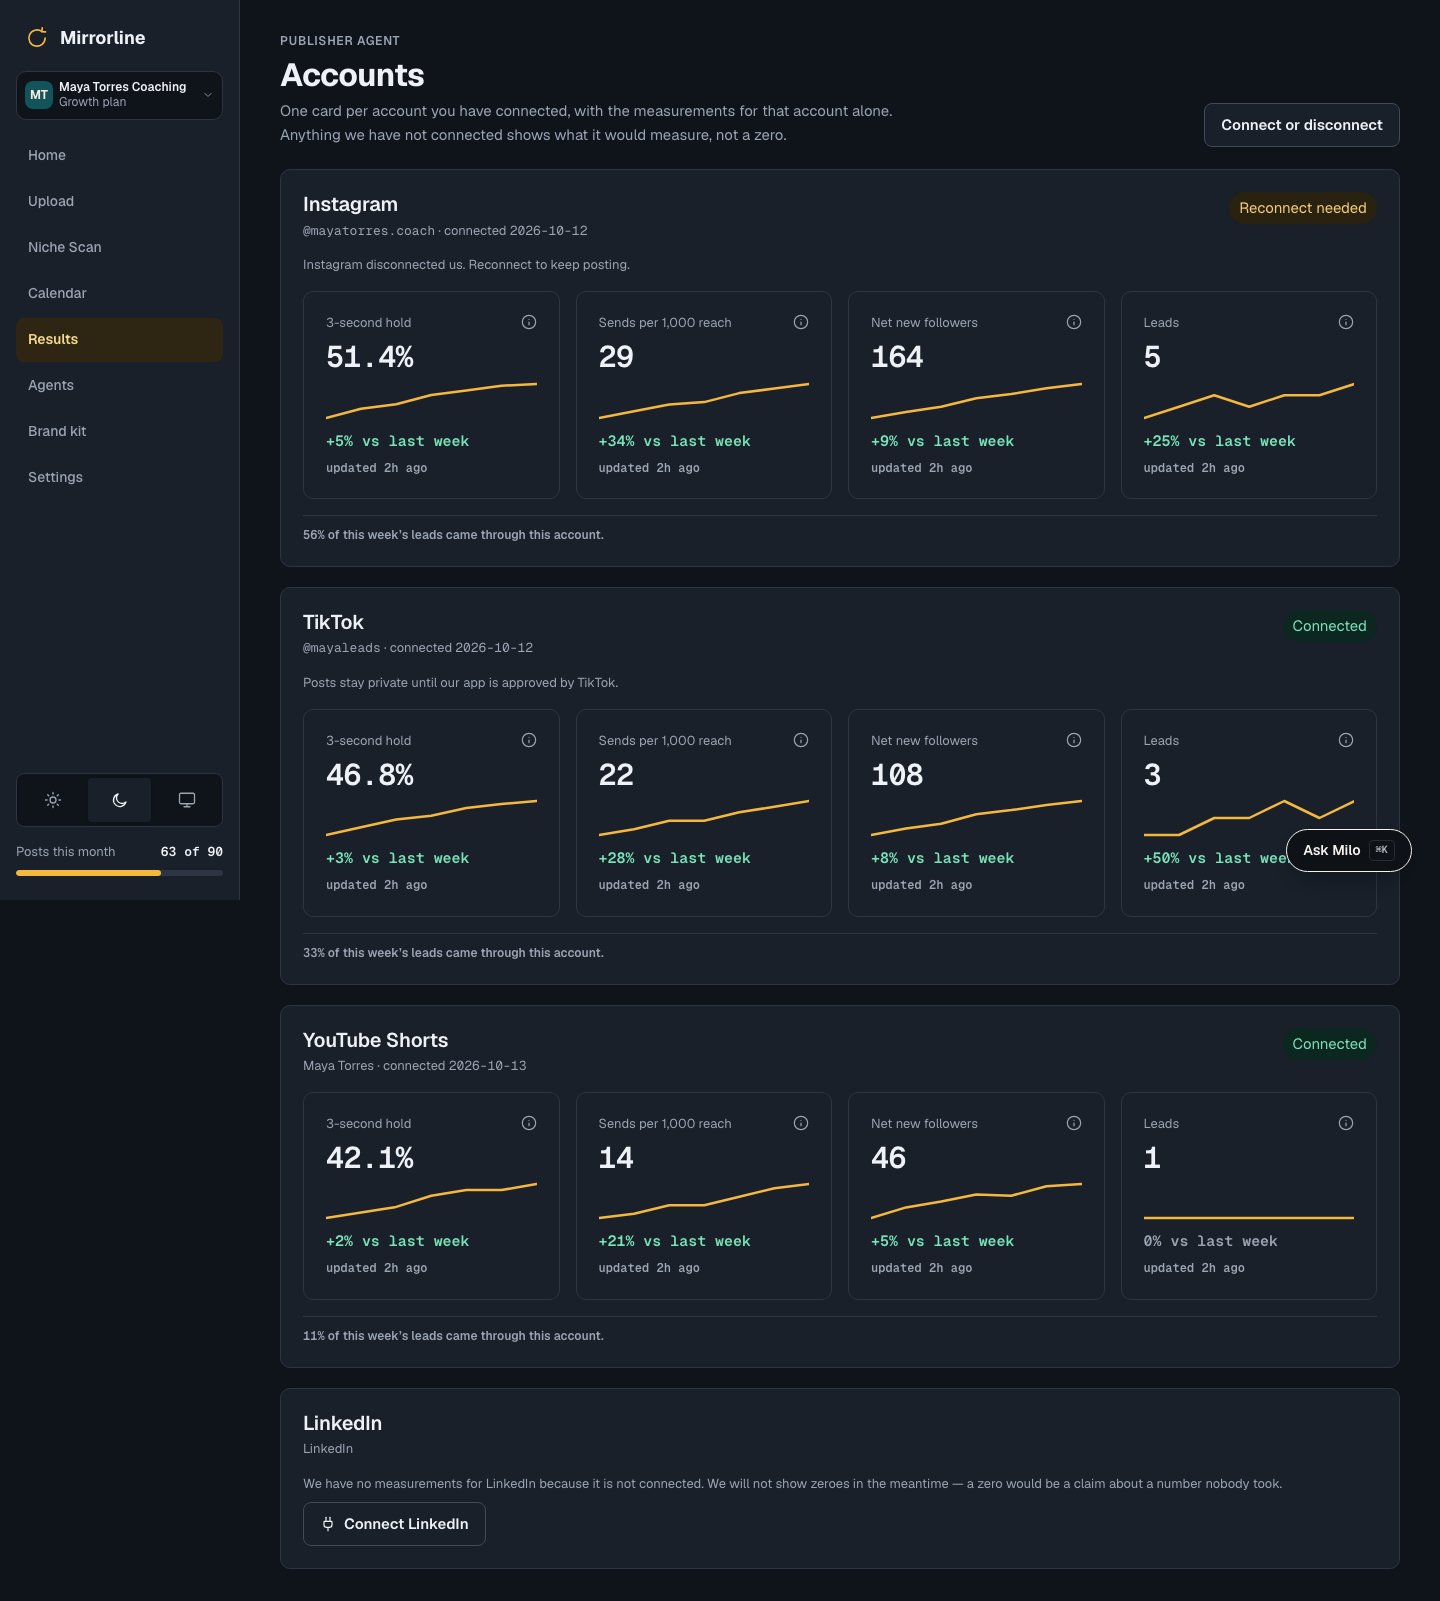 Mirrorline
MT
Maya Torres Coaching
Growth plan
Home
Upload
Niche Scan
Calendar
Results
Agents
Brand kit
Settings
Posts this month
63 of 90
PUBLISHER AGENT
Accounts
One card per account you have connected, with the measurements for that account alone.
Anything we have not connected shows what it would measure, not a zero.
Connect or disconnect
Instagram
@mayatorres.coach · connected 2026-10-12
Reconnect needed
Instagram disconnected us. Reconnect to keep posting.
3-second hold
51.4%
+5% vs last week
updated 2h ago
Sends per 1,000 reach
29
+34% vs last week
updated 2h ago
Net new followers
164
+9% vs last week
updated 2h ago
Leads
5
+25% vs last week
updated 2h ago
56% of this week's leads came through this account.
TikTok
@mayaleads · connected 2026-10-12
Connected
Posts stay private until our app is approved by TikTok.
3-second hold
46.8%
+3% vs last week
updated 2h ago
Sends per 1,000 reach
22
+28% vs last week
updated 2h ago
Net new followers
108
+8% vs last week
updated 2h ago
Leads
3
+50% vs last
updated 2h ago
Ask Milo ⌘K
33% of this week's leads came through this account.
YouTube Shorts
Maya Torres · connected 2026-10-13
Connected
3-second hold
42.1%
+2% vs last week
updated 2h ago
Sends per 1,000 reach
14
+21% vs last week
updated 2h ago
Net new followers
46
+5% vs last week
updated 2h ago
Leads
1
0% vs last week
updated 2h ago
11% of this week's leads came through this account.
LinkedIn
LinkedIn
We have no measurements for LinkedIn because it is not connected. We will not show zeroes in the meantime — a zero would be a claim about a number nobody took.
Connect LinkedIn